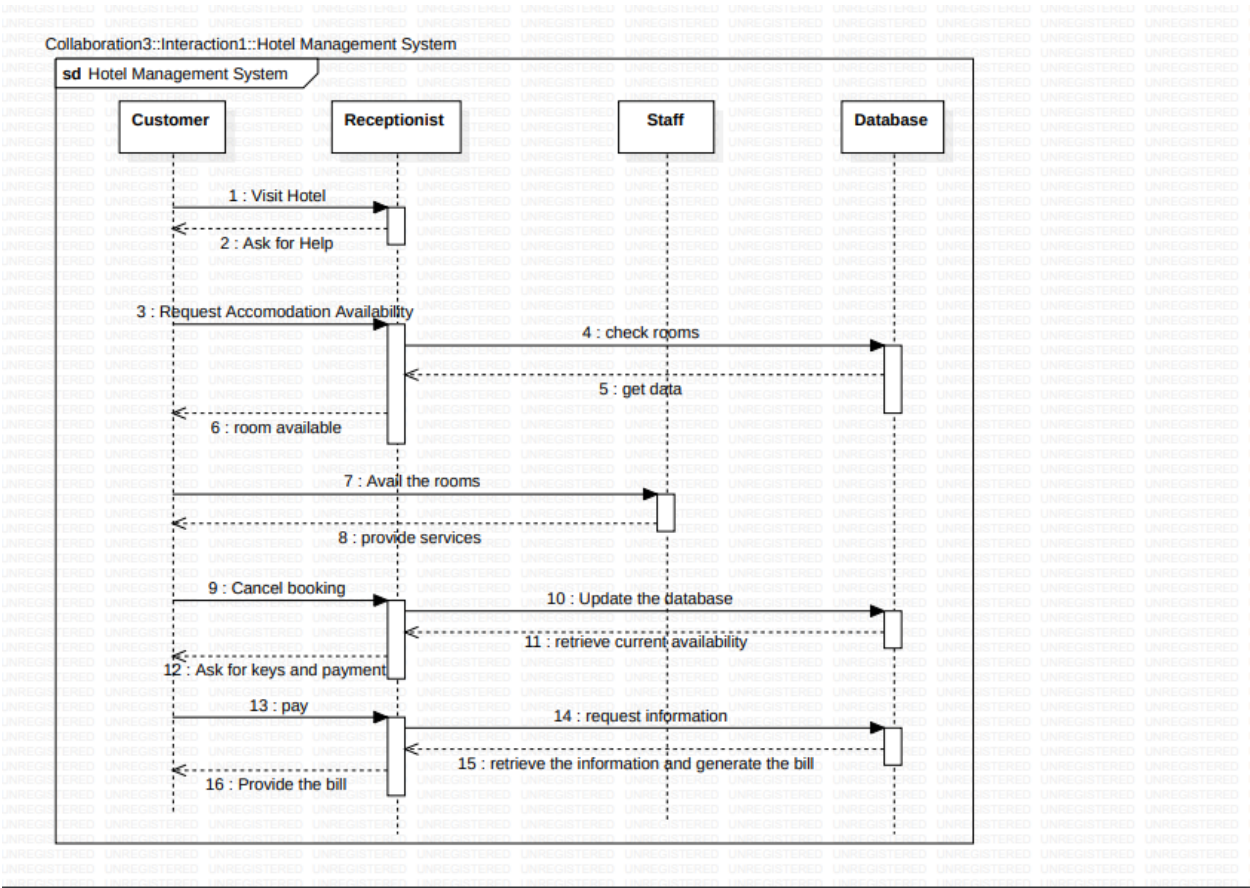 Collaboration3::Interaction1::Hotel Management System
sd Hotel Management System
Customer
Receptionist
Staff
Database
1 : Visit Hotel
2 : Ask for Help
3 : Request Accomodation Availability
4 : check rooms
5 : get data
6 : room available
7 : Avail the rooms
8 : provide services
9 : Cancel booking
10 : Update the database
11 : retrieve current availability
12 : Ask for keys and payment
13 : pay
14 : request information
15 : retrieve the information and generate the bill
16 : Provide the bill
UNREGISTERED